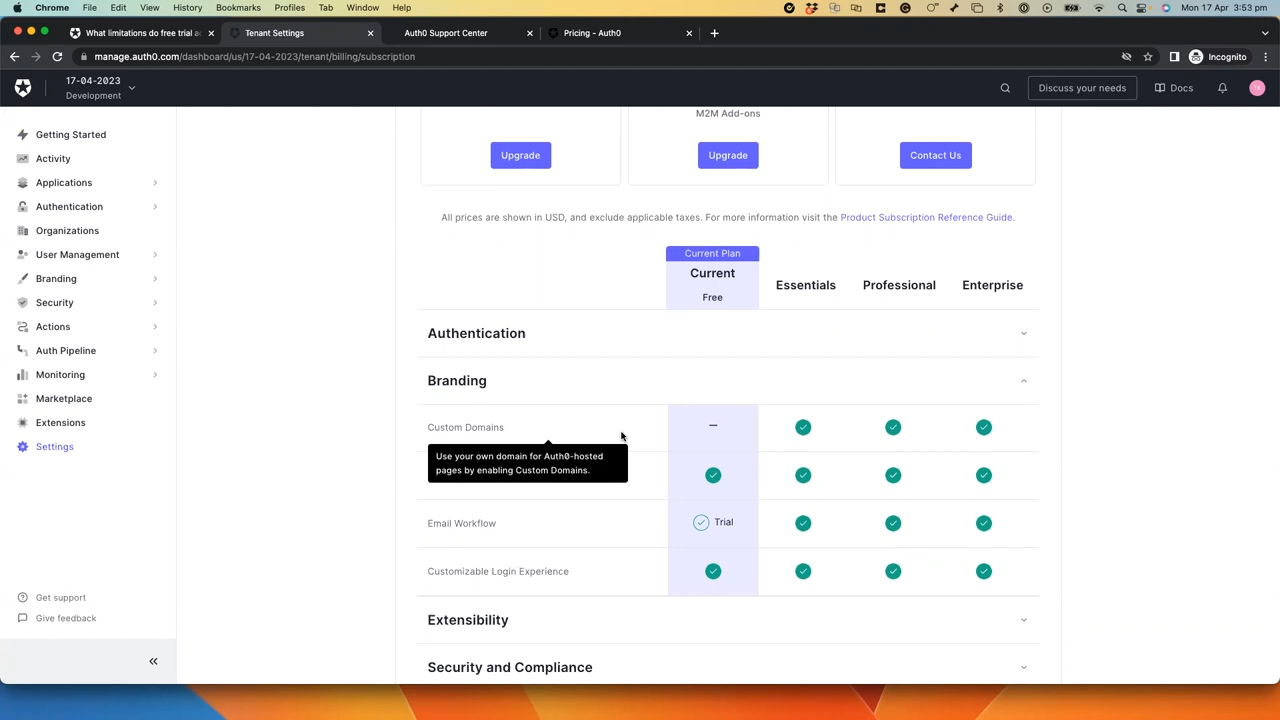 Chrome File Edit View History Bookmarks Profiles Tab Window Help
Mon 17 Apr 3:53 pm
What limitations do free trial ac
Tenant Settings
Auth0 Support Center
Pricing - Auth0
manage.auth0.com/dashboard/us/17-04-2023/tenant/billing/subscription
Incognito
17-04-2023
Development
Discuss your needs
Docs
TK
Getting Started
Activity
Applications
Authentication
Organizations
User Management
Branding
Security
Actions
Auth Pipeline
Monitoring
Marketplace
Extensions
Settings
Get support
Give feedback
M2M Add-ons
Upgrade
Upgrade
Contact Us
All prices are shown in USD, and exclude applicable taxes. For more information visit the Product Subscription Reference Guide.
Current Plan
Current
Free
Essentials
Professional
Enterprise
Authentication
Branding
Custom Domains
Use your own domain for Auth0-hosted
pages by enabling Custom Domains.
Email Workflow
Trial
Customizable Login Experience
Extensibility
Security and Compliance